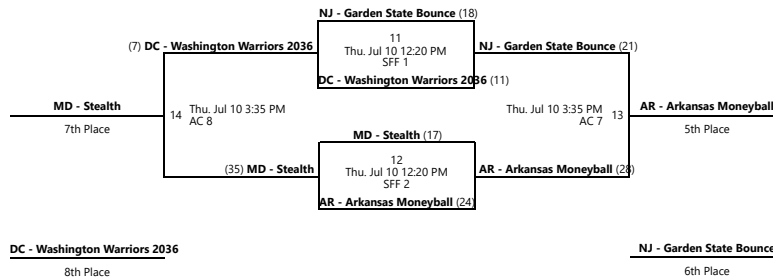 NJ - Garden State Bounce (18)
11
(7) DC - Washington Warriors 2036
Thu. Jul 10 12:20 PM
NJ - Garden State Bounce (21)
SFF 1
DC - Washington Warriors 2036 (11)
MD - Stealth
14 Thu. Jul 10 3:35 PM
AC 8
Thu. Jul 10 3:35 PM 13
AC 7
AR - Arkansas Moneyball
7th Place
5th Place
MD - Stealth (17)
12
(35) MD - Stealth
Thu. Jul 10 12:20 PM
AR - Arkansas Moneyball (28)
SFF 2
AR - Arkansas Moneyball (24)
DC - Washington Warriors 2036
NJ - Garden State Bounce
8th Place
6th Place